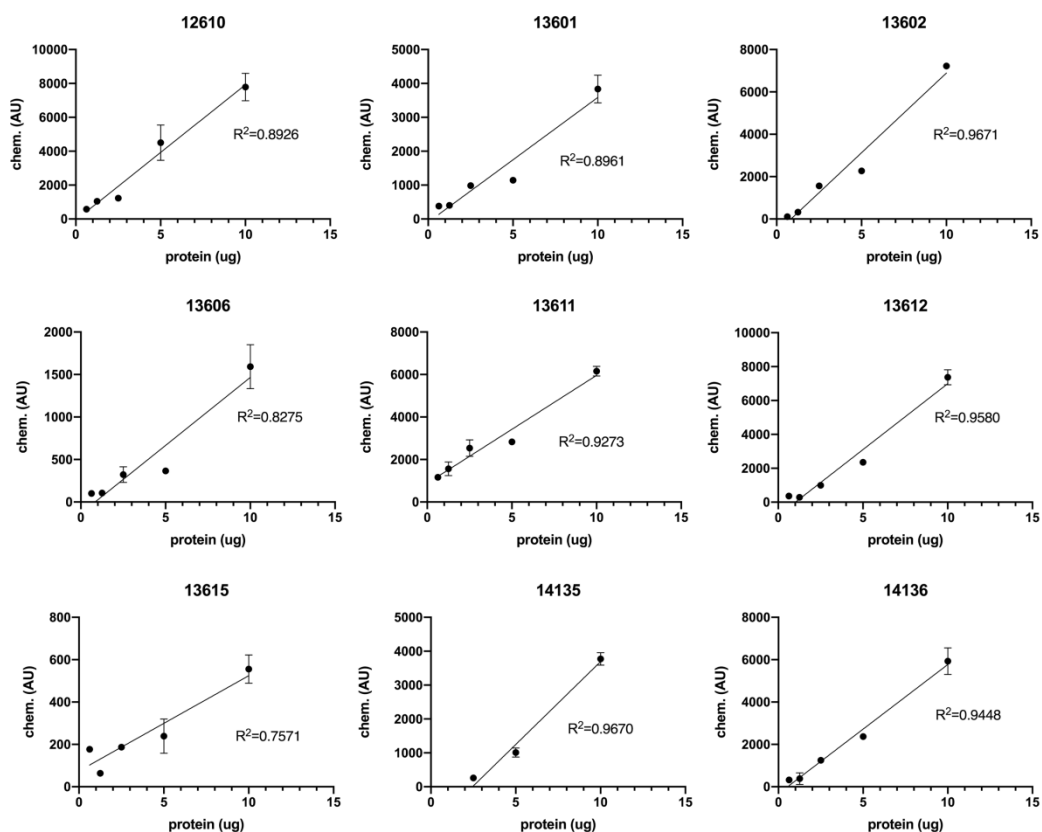 12610
13601
13602
10000
8000
6000
4000
2000
0
chem. (AU)
R²=0.8926
0 5 10 15
protein (ug)
5000
4000
3000
2000
1000
0
chem. (AU)
R²=0.8961
0 5 10 15
protein (ug)
8000
6000
4000
2000
0
chem. (AU)
R²=0.9671
0 5 10 15
protein (ug)
13606
13611
13612
2000
1500
1000
500
0
chem. (AU)
R²=0.8275
0 5 10 15
protein (ug)
8000
6000
4000
2000
0
chem. (AU)
R²=0.9273
0 5 10 15
protein (ug)
10000
8000
6000
4000
2000
0
chem. (AU)
R²=0.9580
0 5 10 15
protein (ug)
13615
14135
14136
800
600
400
200
0
chem. (AU)
R²=0.7571
0 5 10 15
protein (ug)
5000
4000
3000
2000
1000
0
chem. (AU)
R²=0.9670
0 5 10 15
protein (ug)
8000
6000
4000
2000
0
chem. (AU)
R²=0.9448
0 5 10 15
protein (ug)